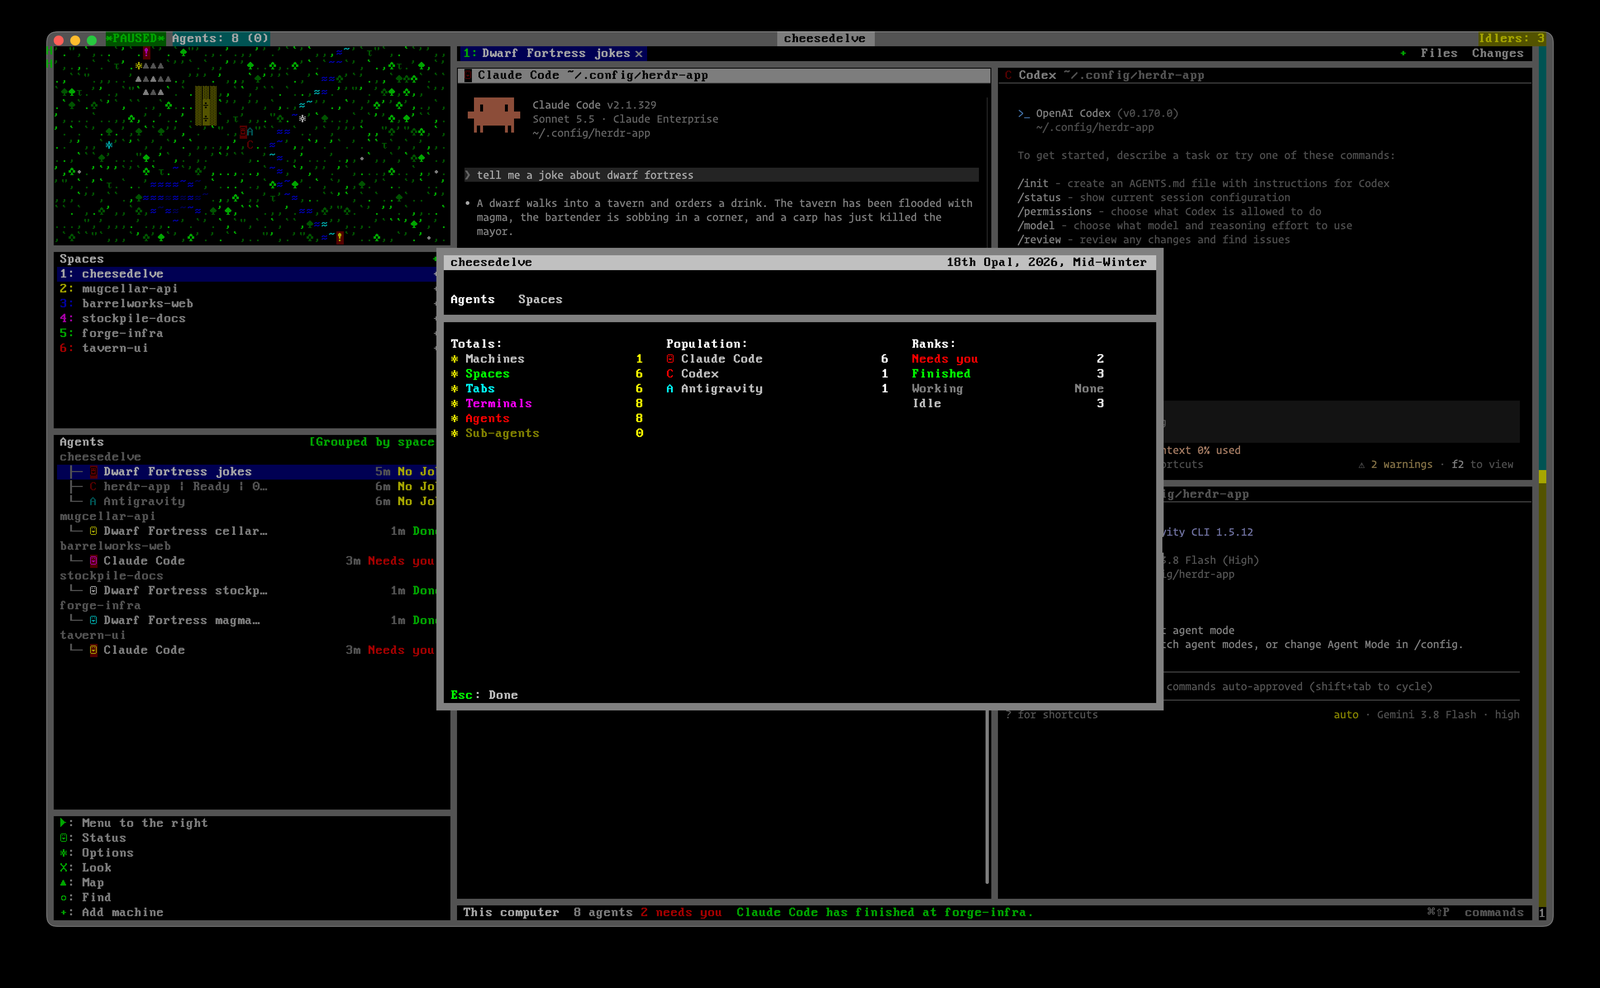 *PAUSED* Agents: 8 (0)
cheesedelve
Idlers: 3
1: Dwarf Fortress jokes ×
+ Files Changes
Claude Code ~/.config/herdr-app
Claude Code v2.1.329
Sonnet 5.5 · Claude Enterprise
~/.config/herdr-app
❯ tell me a joke about dwarf fortress
• A dwarf walks into a tavern and orders a drink. The tavern has been flooded with
magma, the bartender is sobbing in a corner, and a carp has just killed the
mayor.
C Codex ~/.config/herdr-app
>_ OpenAI Codex (v0.170.0)
~/.config/herdr-app
To get started, describe a task or try one of these commands:
/init - create an AGENTS.md file with instructions for Codex
/status - show current session configuration
/permissions - choose what Codex is allowed to do
/model - choose what model and reasoning effort to use
/review - review any changes and find issues
Spaces
1: cheesedelve
2: mugcellar-api
3: barrelworks-web
4: stockpile-docs
5: forge-infra
6: tavern-ui
Agents [Grouped by space
cheesedelve
Dwarf Fortress jokes 5m No Jo
C herdr-app | Ready | 0… 6m No Jo
A Antigravity 6m No Jo
mugcellar-api
Dwarf Fortress cellar… 1m Done
barrelworks-web
Claude Code 3m Needs you
stockpile-docs
Dwarf Fortress stockp… 1m Done
forge-infra
Dwarf Fortress magma… 1m Done
tavern-ui
Claude Code 3m Needs you
cheesedelve 18th Opal, 2026, Mid-Winter
Agents Spaces
Totals:
* Machines 1
* Spaces 6
* Tabs 6
* Terminals 8
* Agents 8
* Sub-agents 0
Population:
Claude Code 6
C Codex 1
A Antigravity 1
Ranks:
Needs you 2
Finished 3
Working None
Idle 3
Esc: Done
ntext 0% used
rtcuts ⚠ 2 warnings · f2 to view
ig/herdr-app
vity CLI 1.5.12
3.8 Flash (High)
ig/herdr-app
t agent mode
tch agent modes, or change Agent Mode in /config.
commands auto-approved (shift+tab to cycle)
? for shortcuts auto · Gemini 3.8 Flash · high
►: Menu to the right
Status
*: Options
X: Look
▲: Map
o: Find
+: Add machine
This computer 8 agents 2 needs you Claude Code has finished at forge-infra.
⌘⇧P commands
1